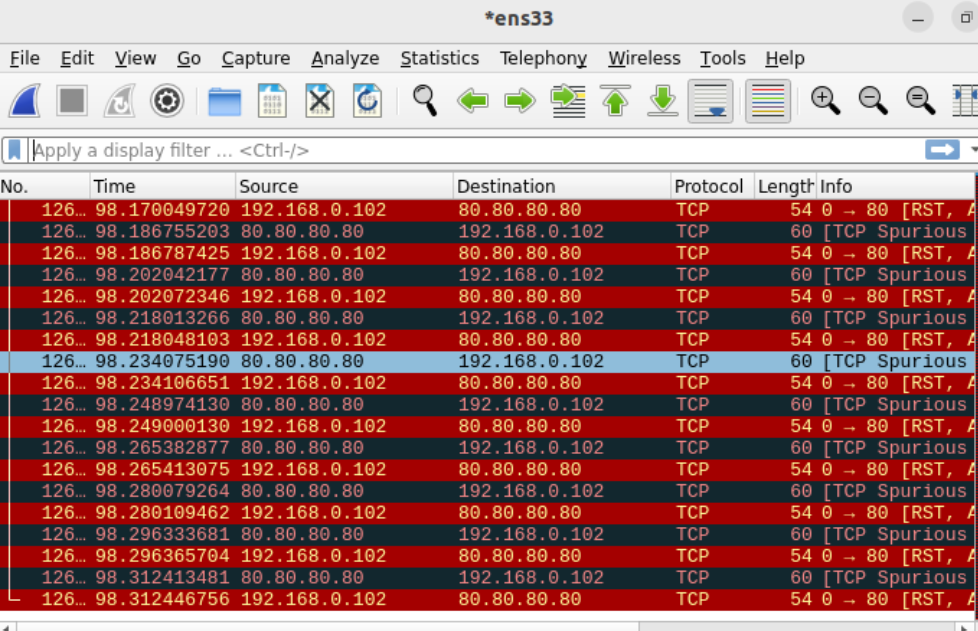 *ens33
File Edit View Go Capture Analyze Statistics Telephony Wireless Tools Help
Apply a display filter ... <Ctrl-/>
No. Time Source Destination Protocol Length Info
126… 98.170049720 192.168.0.102 80.80.80.80 TCP 54 0 → 80 [RST, A
126… 98.186755203 80.80.80.80 192.168.0.102 TCP 60 [TCP Spurious
126… 98.186787425 192.168.0.102 80.80.80.80 TCP 54 0 → 80 [RST, A
126… 98.202042177 80.80.80.80 192.168.0.102 TCP 60 [TCP Spurious
126… 98.202072346 192.168.0.102 80.80.80.80 TCP 54 0 → 80 [RST, A
126… 98.218013266 80.80.80.80 192.168.0.102 TCP 60 [TCP Spurious
126… 98.218048103 192.168.0.102 80.80.80.80 TCP 54 0 → 80 [RST, A
126… 98.234075190 80.80.80.80 192.168.0.102 TCP 60 [TCP Spurious
126… 98.234106651 192.168.0.102 80.80.80.80 TCP 54 0 → 80 [RST, A
126… 98.248974130 80.80.80.80 192.168.0.102 TCP 60 [TCP Spurious
126… 98.249000130 192.168.0.102 80.80.80.80 TCP 54 0 → 80 [RST, A
126… 98.265382877 80.80.80.80 192.168.0.102 TCP 60 [TCP Spurious
126… 98.265413075 192.168.0.102 80.80.80.80 TCP 54 0 → 80 [RST, A
126… 98.280079264 80.80.80.80 192.168.0.102 TCP 60 [TCP Spurious
126… 98.280109462 192.168.0.102 80.80.80.80 TCP 54 0 → 80 [RST, A
126… 98.296333681 80.80.80.80 192.168.0.102 TCP 60 [TCP Spurious
126… 98.296365704 192.168.0.102 80.80.80.80 TCP 54 0 → 80 [RST, A
126… 98.312413481 80.80.80.80 192.168.0.102 TCP 60 [TCP Spurious
126… 98.312446756 192.168.0.102 80.80.80.80 TCP 54 0 → 80 [RST, A